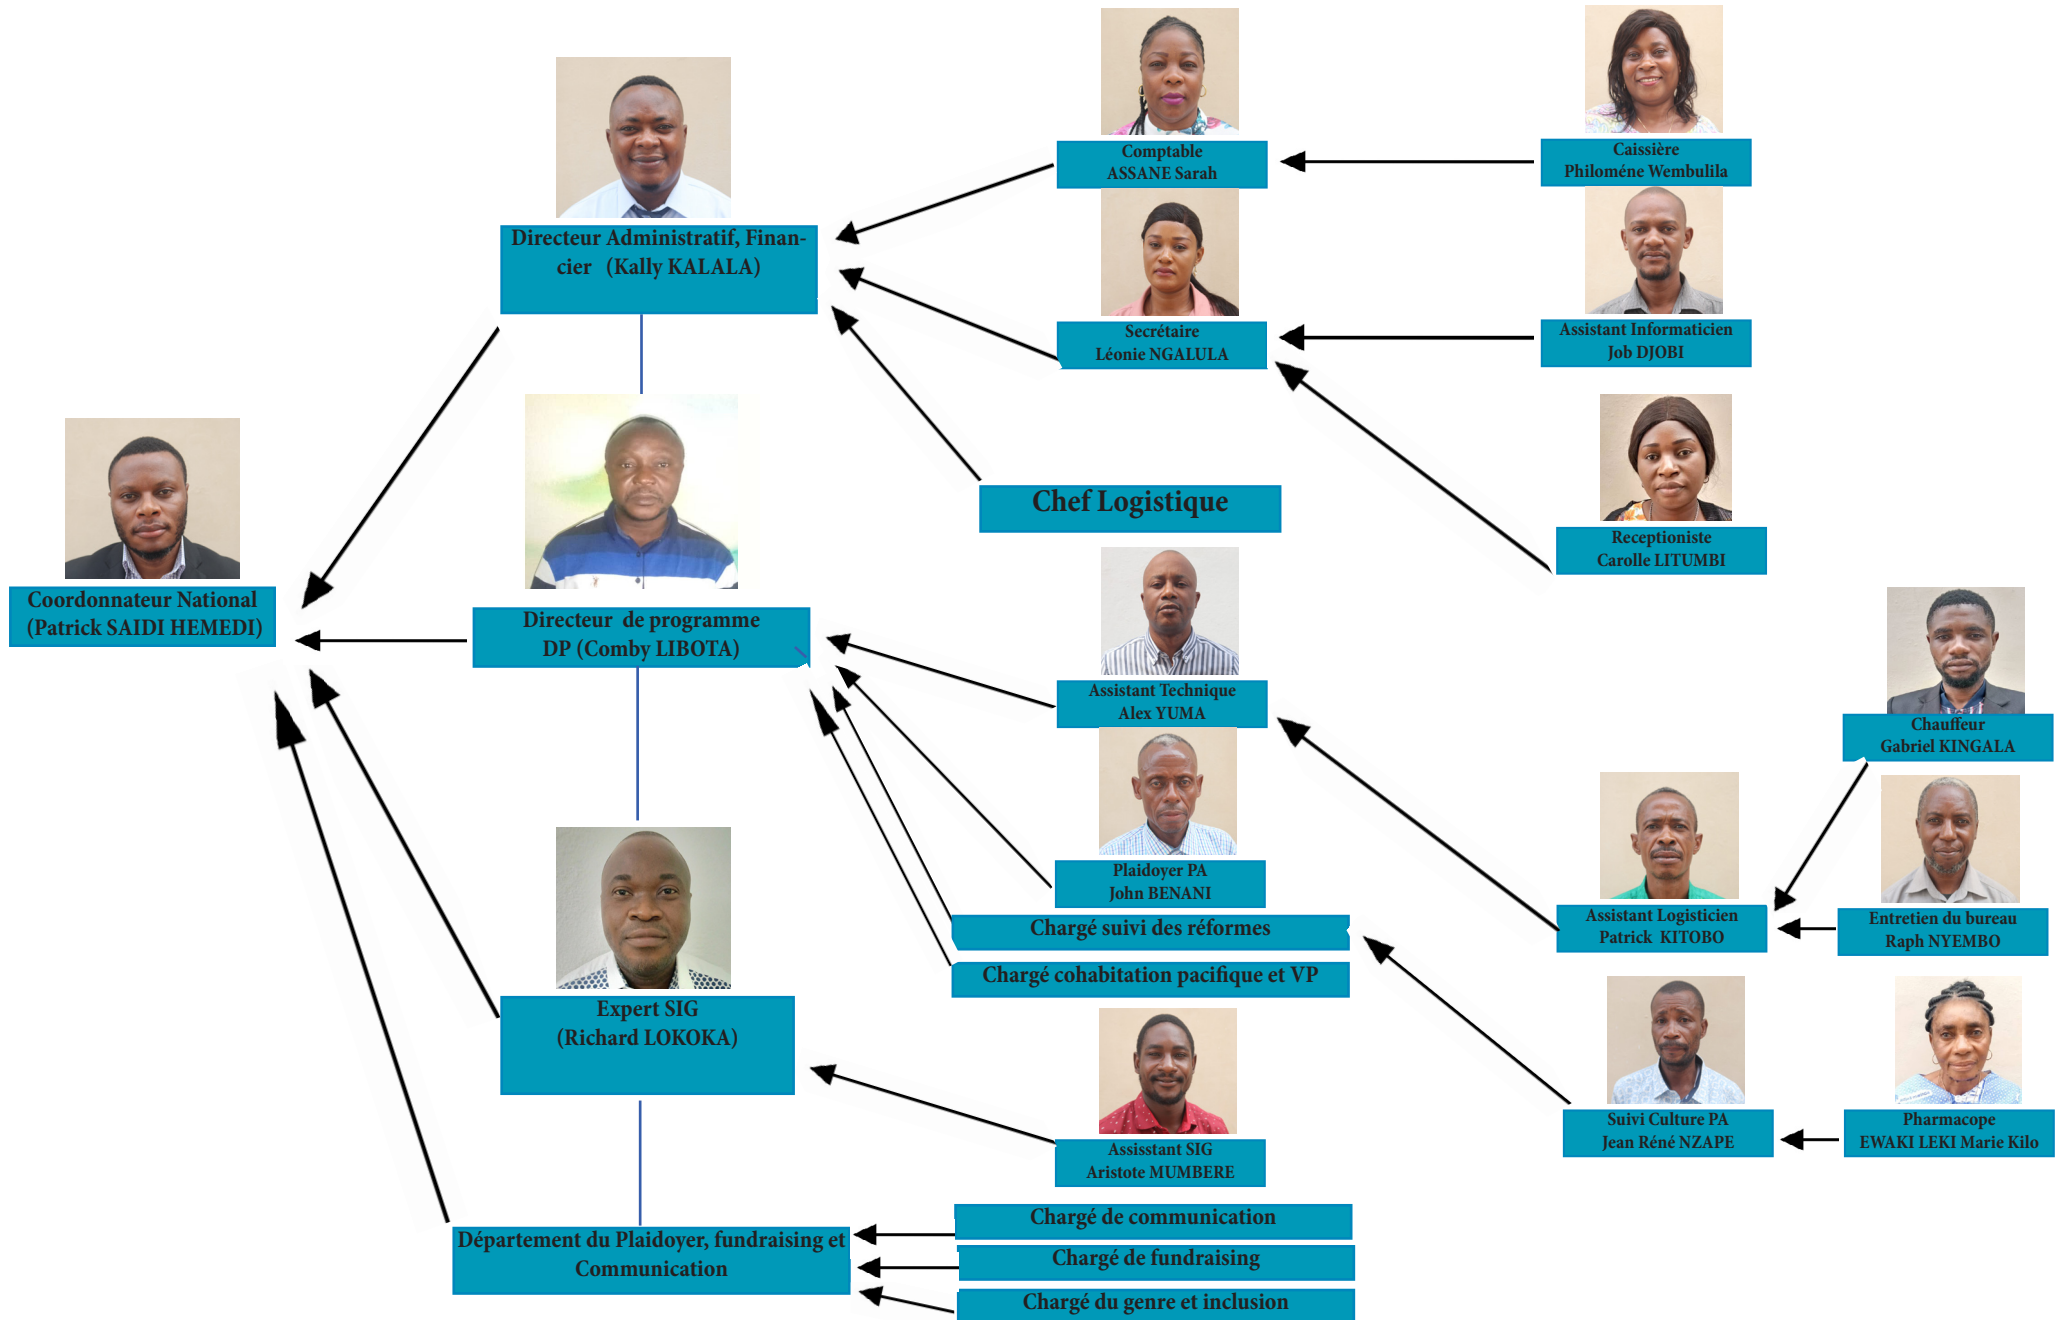 Comptable
ASSANE Sarah
Caissière
Philoméne Wembulila
Directeur Administratif, Finan-
cier (Kally KALALA)
Secrétaire
Léonie NGALULA
Assistant Informaticien
Job DJOBI
Chef Logistique
Receptioniste
Carolle LITUMBI
Coordonnateur National
(Patrick SAIDI HEMEDI)
Directeur de programme
DP (Comby LIBOTA)
Assistant Technique
Alex YUMA
Chauffeur
Gabriel KINGALA
Plaidoyer PA
John BENANI
Assistant Logisticien
Patrick KITOBO
Entretien du bureau
Raph NYEMBO
Chargé suivi des réformes
Chargé cohabitation pacifique et VP
Expert SIG
(Richard LOKOKA)
Suivi Culture PA
Jean Réné NZAPE
Pharmacope
EWAKI LEKI Marie Kilo
Assisstant SIG
Aristote MUMBERE
Département du Plaidoyer, fundraising et
Communication
Chargé de communication
Chargé de fundraising
Chargé du genre et inclusion